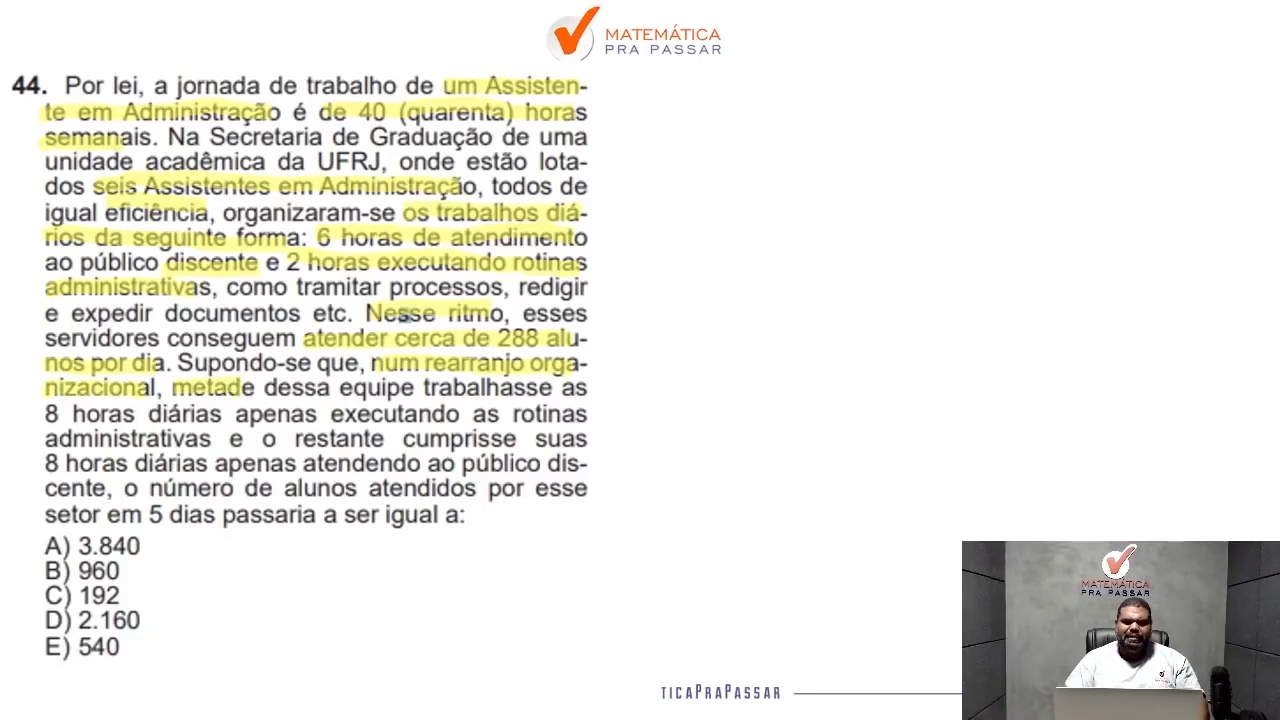 MATEMÁTICA
PRA PASSAR
44. Por lei, a jornada de trabalho de um Assisten-
te em Administração é de 40 (quarenta) horas
semanais. Na Secretaria de Graduação de uma
unidade acadêmica da UFRJ, onde estão lota-
dos seis Assistentes em Administração, todos de
igual eficiência, organizaram-se os trabalhos diá-
rios da seguinte forma: 6 horas de atendimento
ao público discente e 2 horas executando rotinas
administrativas, como tramitar processos, redigir
e expedir documentos etc. Nesse ritmo, esses
servidores conseguem atender cerca de 288 alu-
nos por dia. Supondo-se que, num rearranjo orga-
nizacional, metade dessa equipe trabalhasse as
8 horas diárias apenas executando as rotinas
administrativas e o restante cumprisse suas
8 horas diárias apenas atendendo ao público dis-
cente, o número de alunos atendidos por esse
setor em 5 dias passaria a ser igual a:
A) 3.840
B) 960
C) 192
D) 2.160
E) 540
MATEMÁTICA
PRA PASSAR
TICAPRAPASSAR